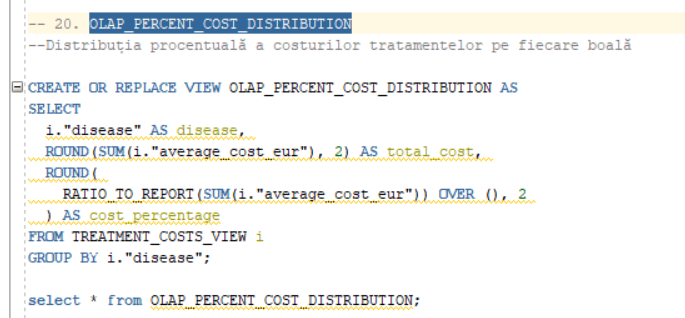 -- 20. OLAP_PERCENT_COST_DISTRIBUTION
--Distribuția procentuală a costurilor tratamentelor pe fiecare boală
CREATE OR REPLACE VIEW OLAP_PERCENT_COST_DISTRIBUTION AS
SELECT
i."disease" AS disease,
ROUND(SUM(i."average_cost_eur"), 2) AS total_cost,
ROUND(
RATIO_TO_REPORT(SUM(i."average_cost_eur")) OVER (), 2
) AS cost_percentage
FROM TREATMENT_COSTS_VIEW i
GROUP BY i."disease";
select * from OLAP_PERCENT_COST_DISTRIBUTION;